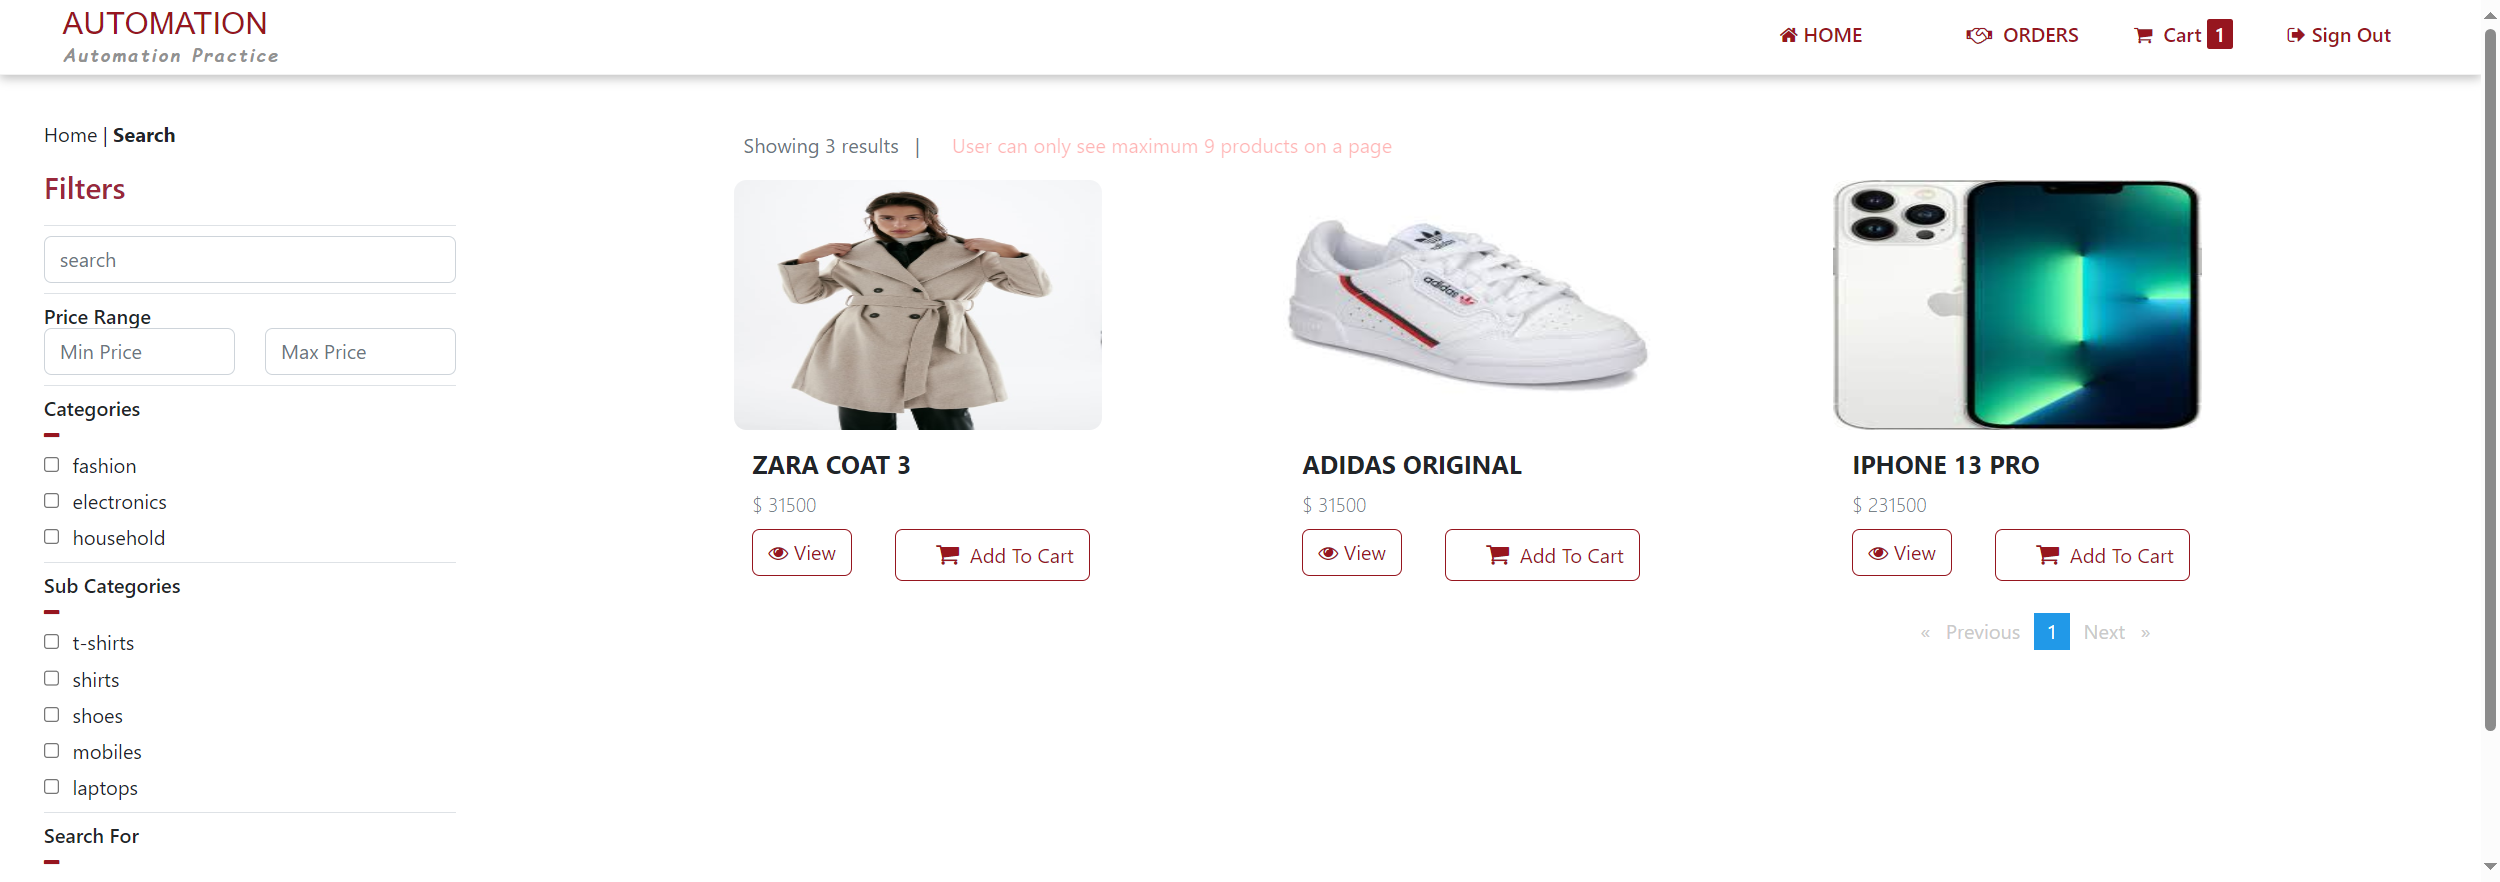 AUTOMATION
Automation Practice
HOME
ORDERS
Cart 1
Sign Out
Home | Search
Filters
search
Price Range
Min Price
Max Price
Categories
fashion
electronics
household
Sub Categories
t-shirts
shirts
shoes
mobiles
laptops
Search For
Showing 3 results |
User can only see maximum 9 products on a page
adidas
adidas
ZARA COAT 3
$ 31500
View
Add To Cart
ADIDAS ORIGINAL
$ 31500
View
Add To Cart
IPHONE 13 PRO
$ 231500
View
Add To Cart
« Previous 1 Next »